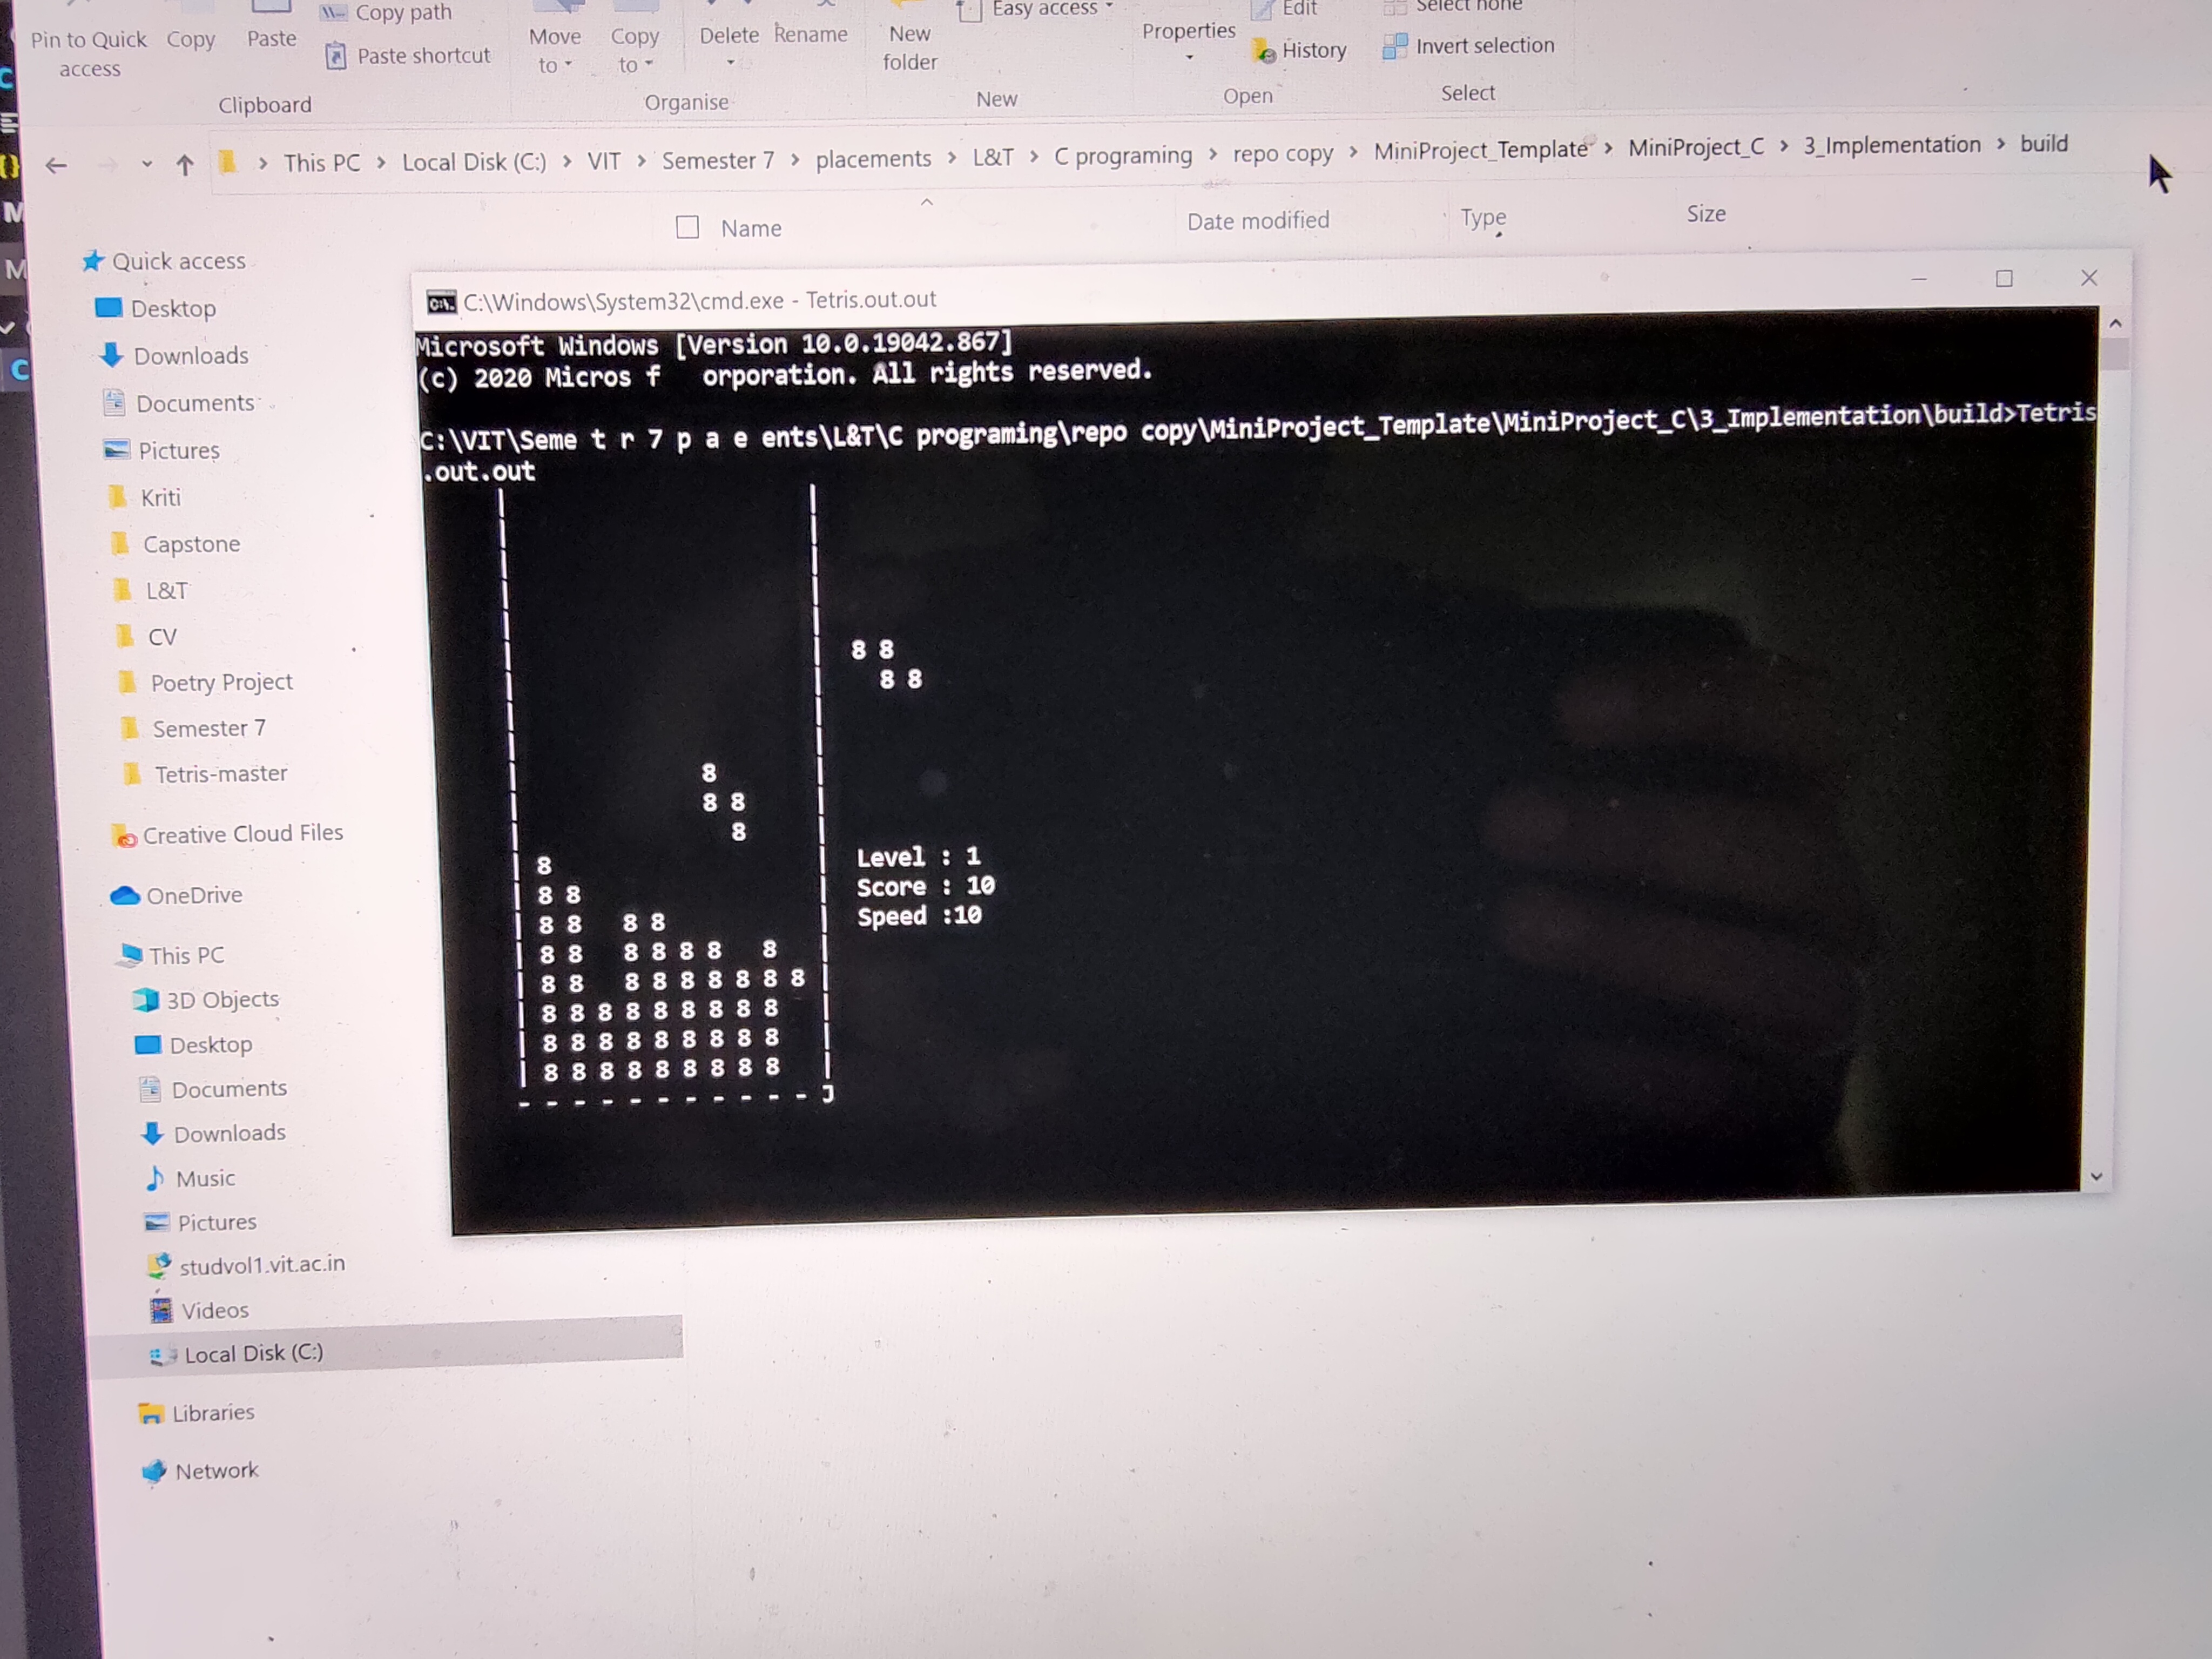 Pin to Quick access
Copy
Paste
Copy path
Paste shortcut
Move to
Copy to
Delete
Rename
New folder
Easy access
Properties
Edit
History
Select none
Invert selection
Clipboard
Organise
New
Open
Select
This PC > Local Disk (C:) > VIT > Semester 7 > placements > L&T > C programing > repo copy > MiniProject_Template > MiniProject_C > 3_Implementation > build
Name
Date modified
Type
Size
Quick access
Desktop
Downloads
Documents
Pictures
Kriti
Capstone
L&T
CV
Poetry Project
Semester 7
Tetris-master
Creative Cloud Files
OneDrive
This PC
3D Objects
Desktop
Documents
Downloads
Music
Pictures
studvol1.vit.ac.in
Videos
Local Disk (C:)
Libraries
Network
C:\Windows\System32\cmd.exe - Tetris.out.out
Microsoft Windows [Version 10.0.19042.867]
(c) 2020 Micros f   orporation. All rights reserved.
C:\VIT\Seme t r 7 p a e ents\L&T\C programing\repo copy\MiniProject_Template\MiniProject_C\3_Implementation\build>Tetris
.out.out
8 8
8 8
8
8 8
8
8
8 8
8 8   8 8
8 8   8 8 8 8   8
8 8   8 8 8 8 8 8 8
8 8 8 8 8 8 8 8 8
8 8 8 8 8 8 8 8 8
8 8 8 8 8 8 8 8 8
- - - - - - - - - - - J
Level : 1
Score : 10
Speed :10